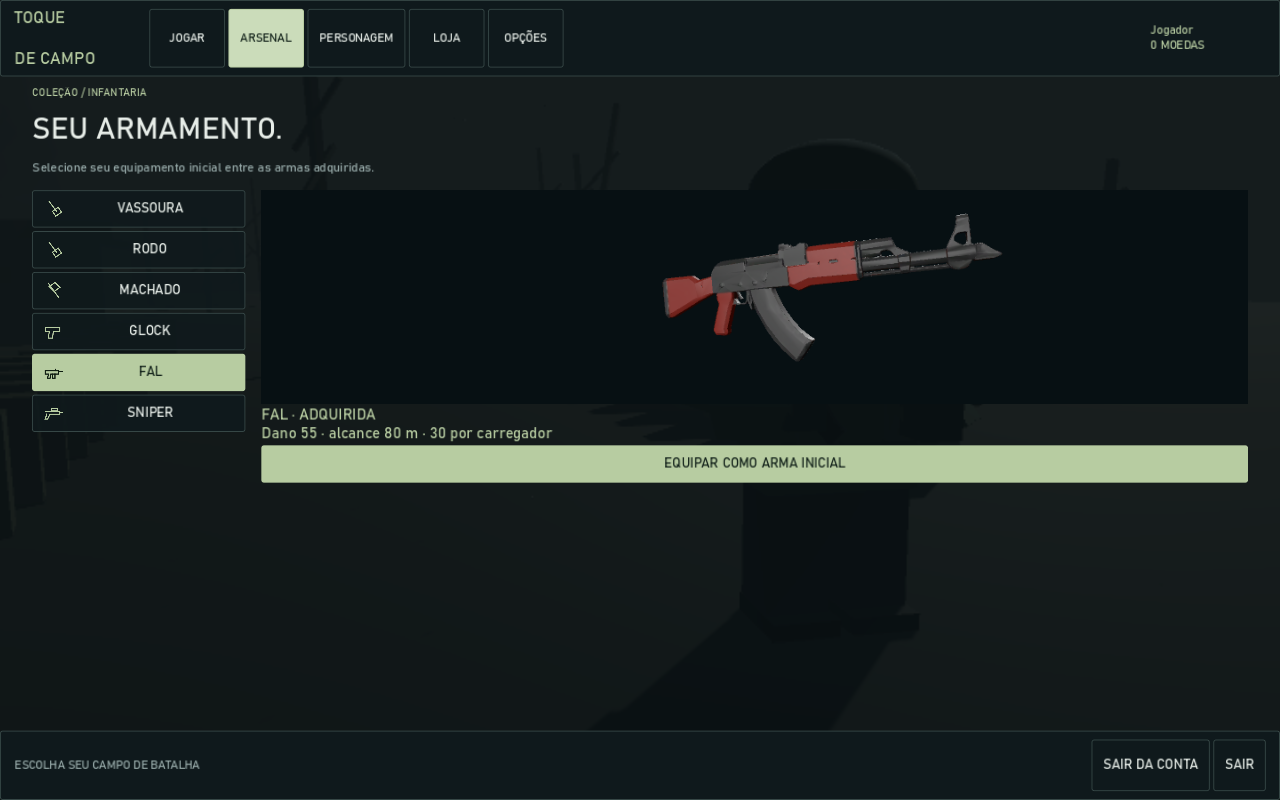 TOQUE
DE CAMPO
JOGAR
ARSENAL
PERSONAGEM
LOJA
OPÇÕES
Jogador
0 MOEDAS
COLEÇÃO / INFANTARIA
SEU ARMAMENTO.
Selecione seu equipamento inicial entre as armas adquiridas.
VASSOURA
RODO
MACHADO
GLOCK
FAL
SNIPER
FAL · ADQUIRIDA
Dano 55 · alcance 80 m · 30 por carregador
EQUIPAR COMO ARMA INICIAL
ESCOLHA SEU CAMPO DE BATALHA
SAIR DA CONTA
SAIR